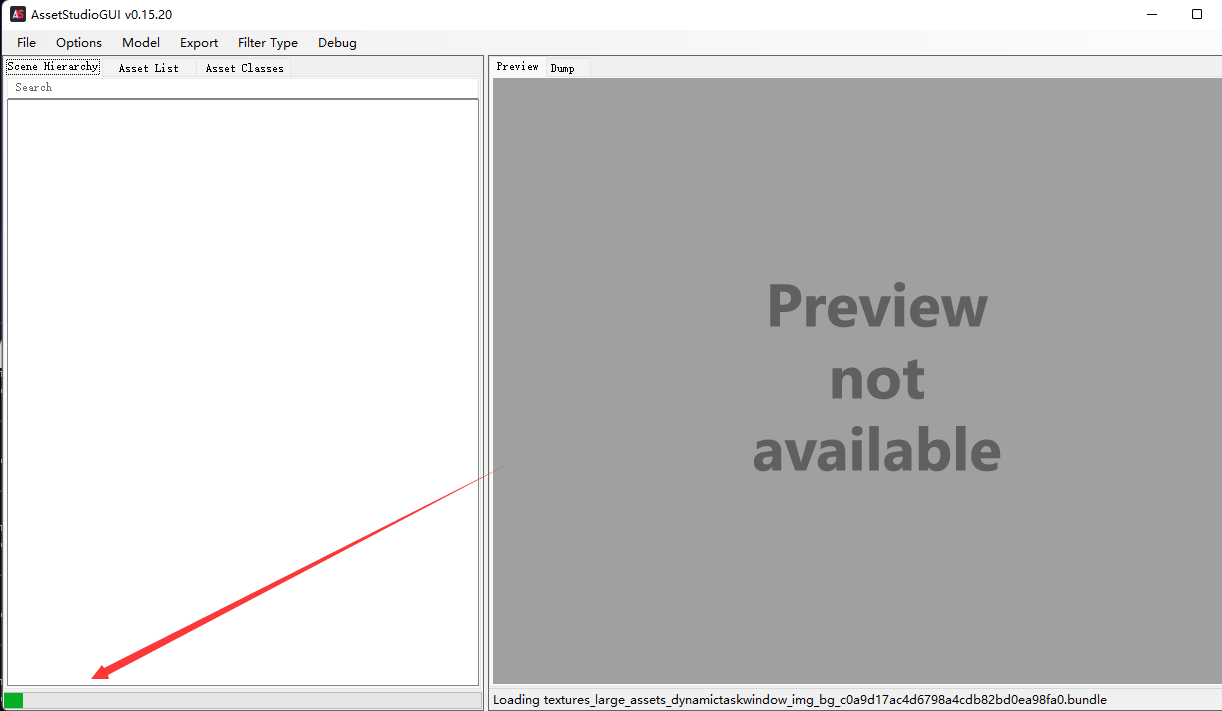 AS AssetStudioGUI v0.15.20
File Options Model Export Filter Type Debug
Scene Hierarchy Asset List Asset Classes
Search
Preview Dump
Preview
not
available
Loading textures_large_assets_dynamictaskwindow_img_bg_c0a9d17ac4d6798a4cdb82bd0ea98fa0.bundle